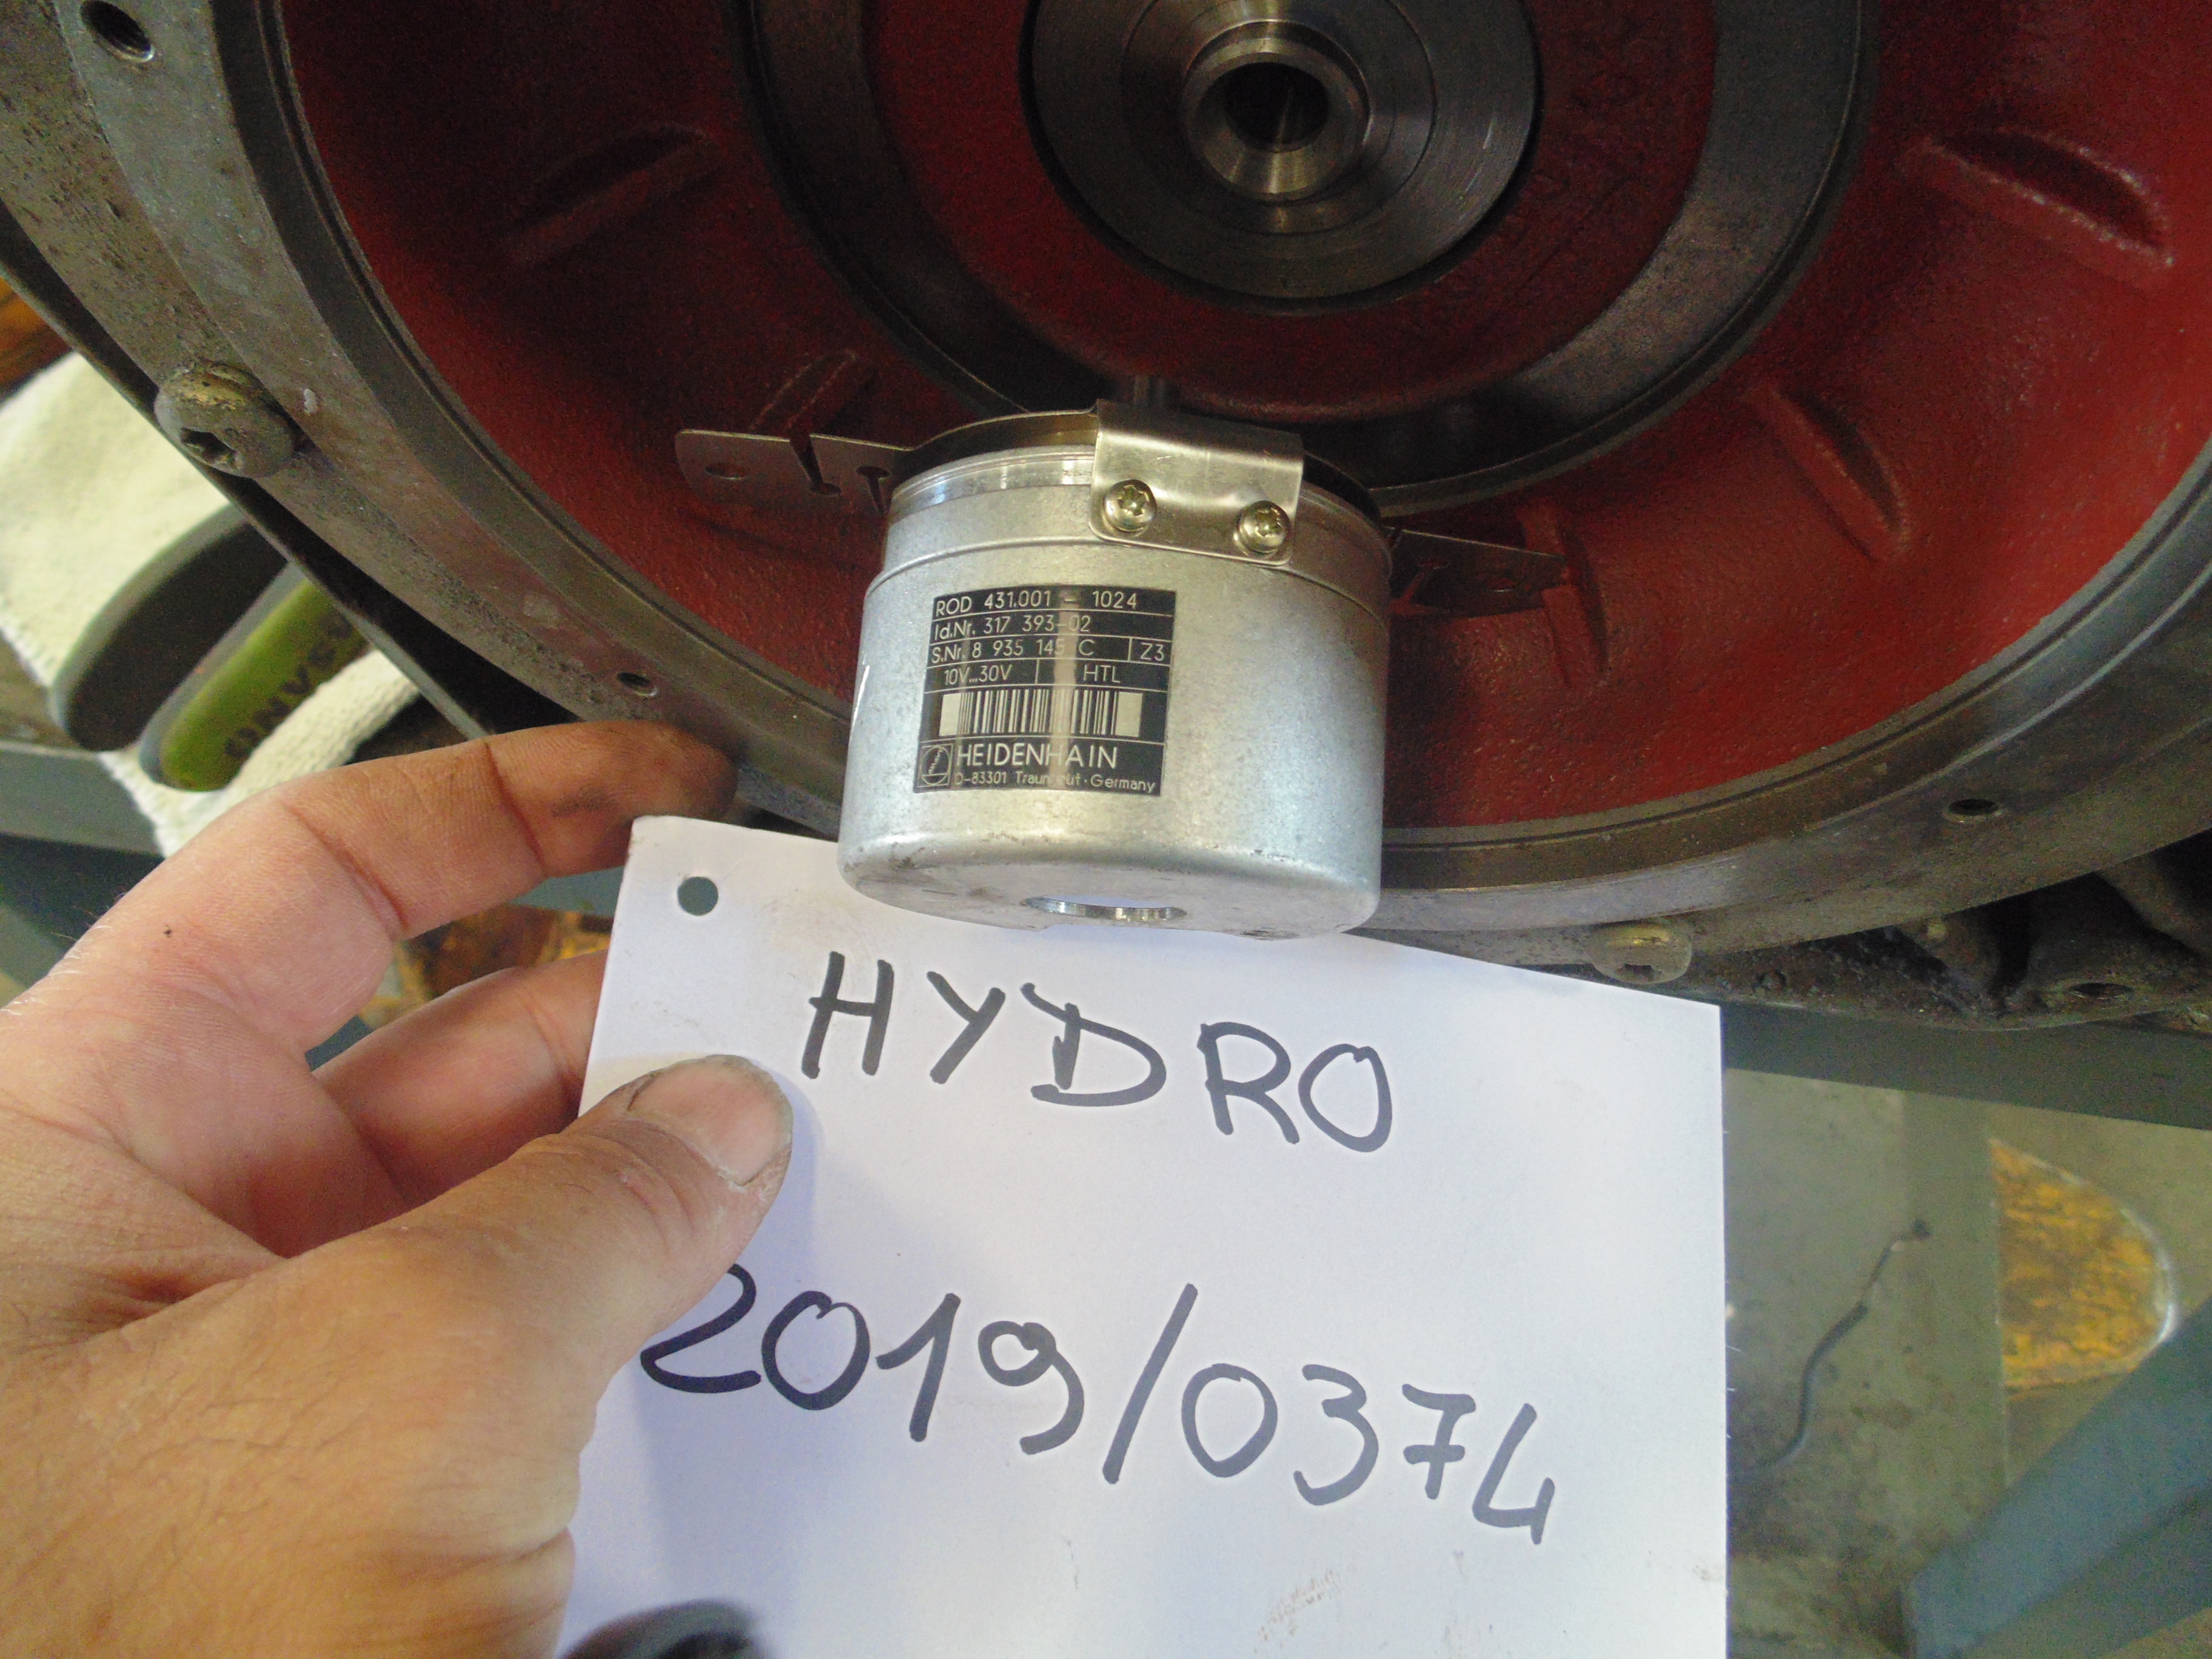 ROD 431.001 - 1024
Id.Nr. 317 393-02
S.Nr. 8 935 145 C Z3
10V...30V HTL
HEIDENHAIN
D-83301 Traunreut·Germany
HYDRO
2019/0374